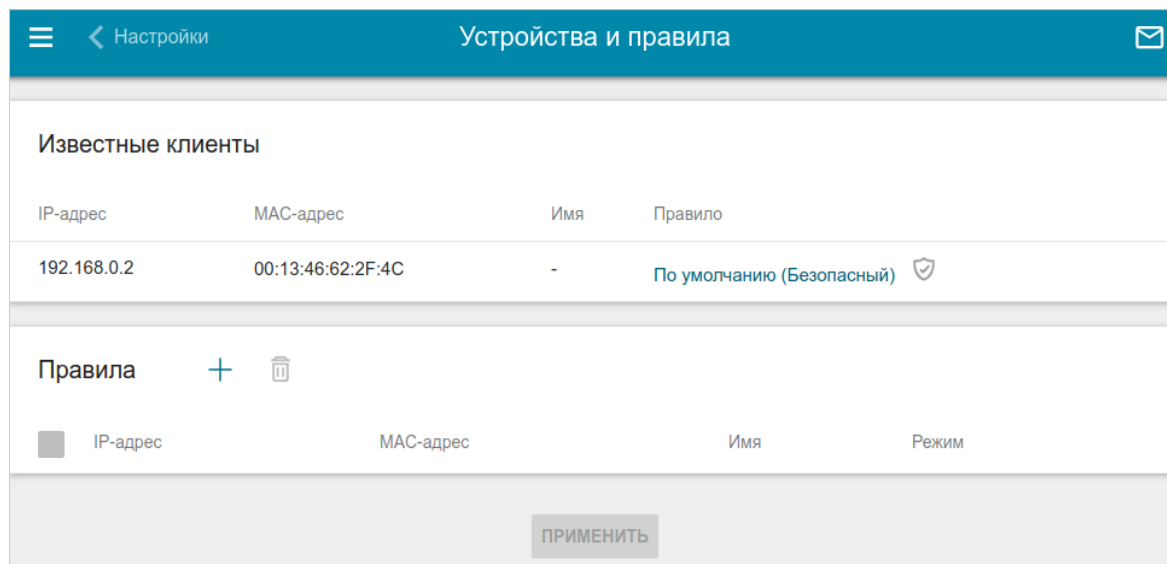 Настройки Устройства и правила
Известные клиенты
IP-адрес MAC-адрес Имя Правило
192.168.0.2 00:13:46:62:2F:4C - По умолчанию (Безопасный)
Правила
IP-адрес MAC-адрес Имя Режим
ПРИМЕНИТЬ